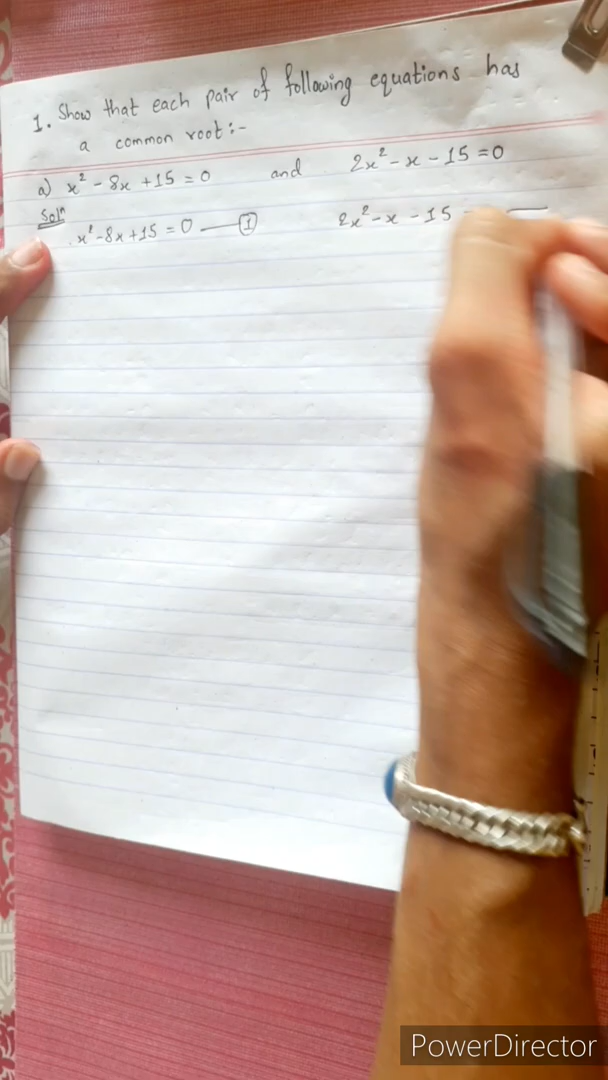 1. Show that each pair of following equations has
a common root:-
a) x² - 8x + 15 = 0 and 2x² - x - 15 = 0
Solⁿ
x² - 8x + 15 = 0 —— ①
2x² - x - 15
PowerDirector